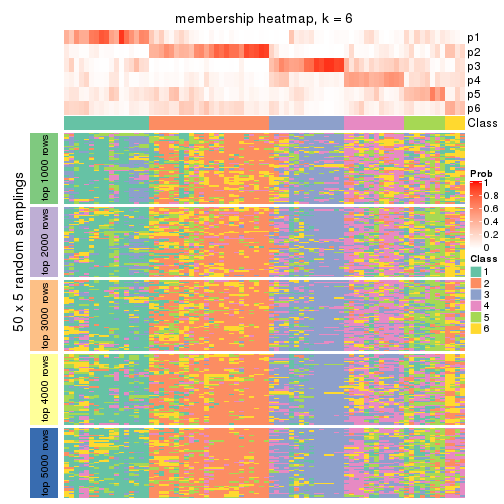 membership heatmap, k = 6
p1
p2
p3
p4
p5
p6
Class
50 x 5 random samplings
top 1000 rows
top 2000 rows
top 3000 rows
top 4000 rows
top 5000 rows
Prob
1
0.8
0.6
0.4
0.2
0
Class
1
2
3
4
5
6